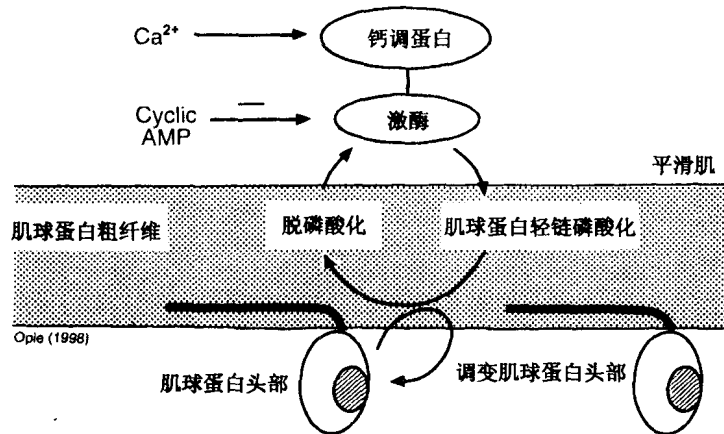 Ca²⁺
钙调蛋白
Cyclic
AMP
—
激酶
平滑肌
肌球蛋白粗纤维
脱磷酸化
肌球蛋白轻链磷酸化
Opie (1998)
肌球蛋白头部
调变肌球蛋白头部